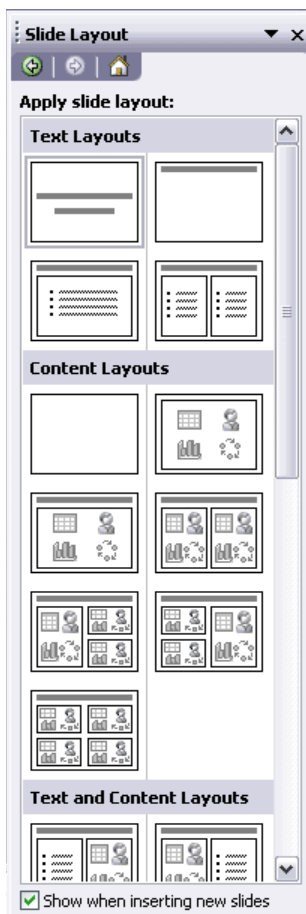 Slide Layout
Apply slide layout:
Text Layouts
Content Layouts
Text and Content Layouts
Show when inserting new slides